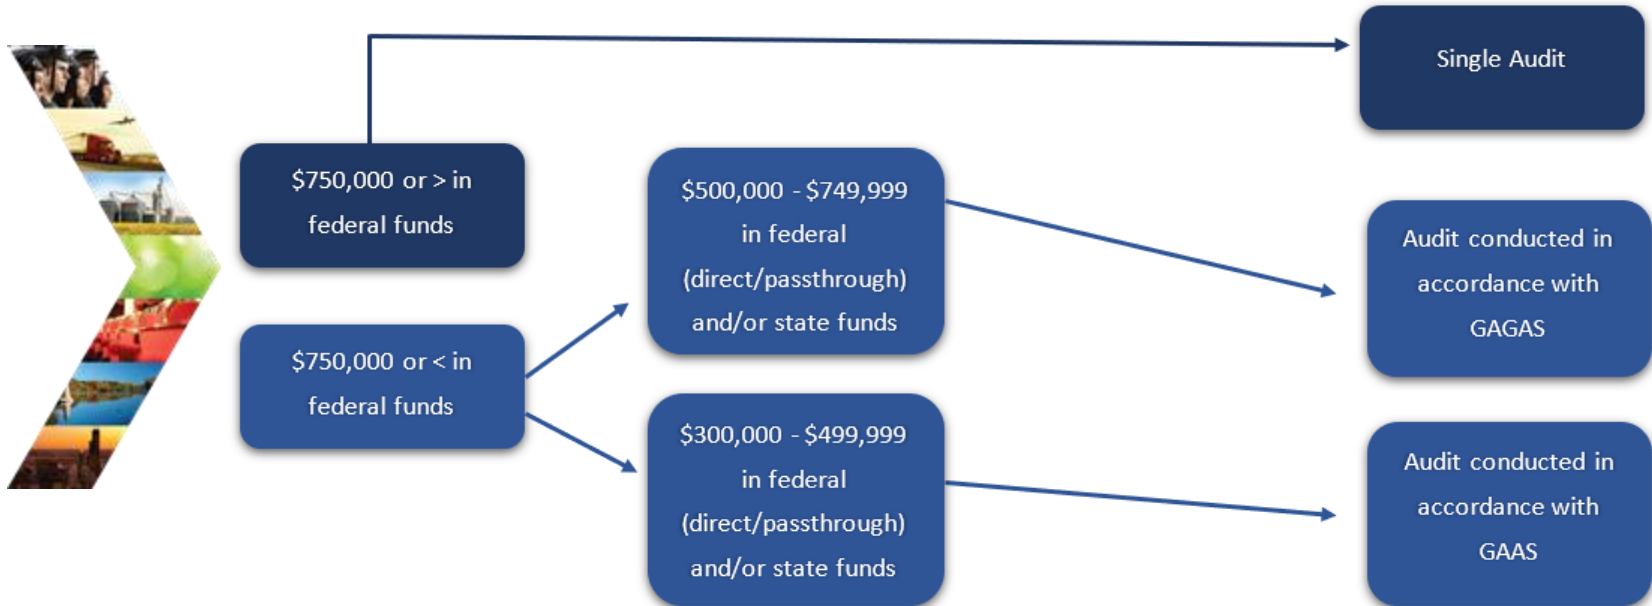 Single Audit
$750,000 or > in
federal funds
$500,000 - $749,999
in federal
(direct/passthrough)
and/or state funds
Audit conducted in
accordance with
GAGAS
$750,000 or < in
federal funds
$300,000 - $499,999
in federal
(direct/passthrough)
and/or state funds
Audit conducted in
accordance with
GAAS